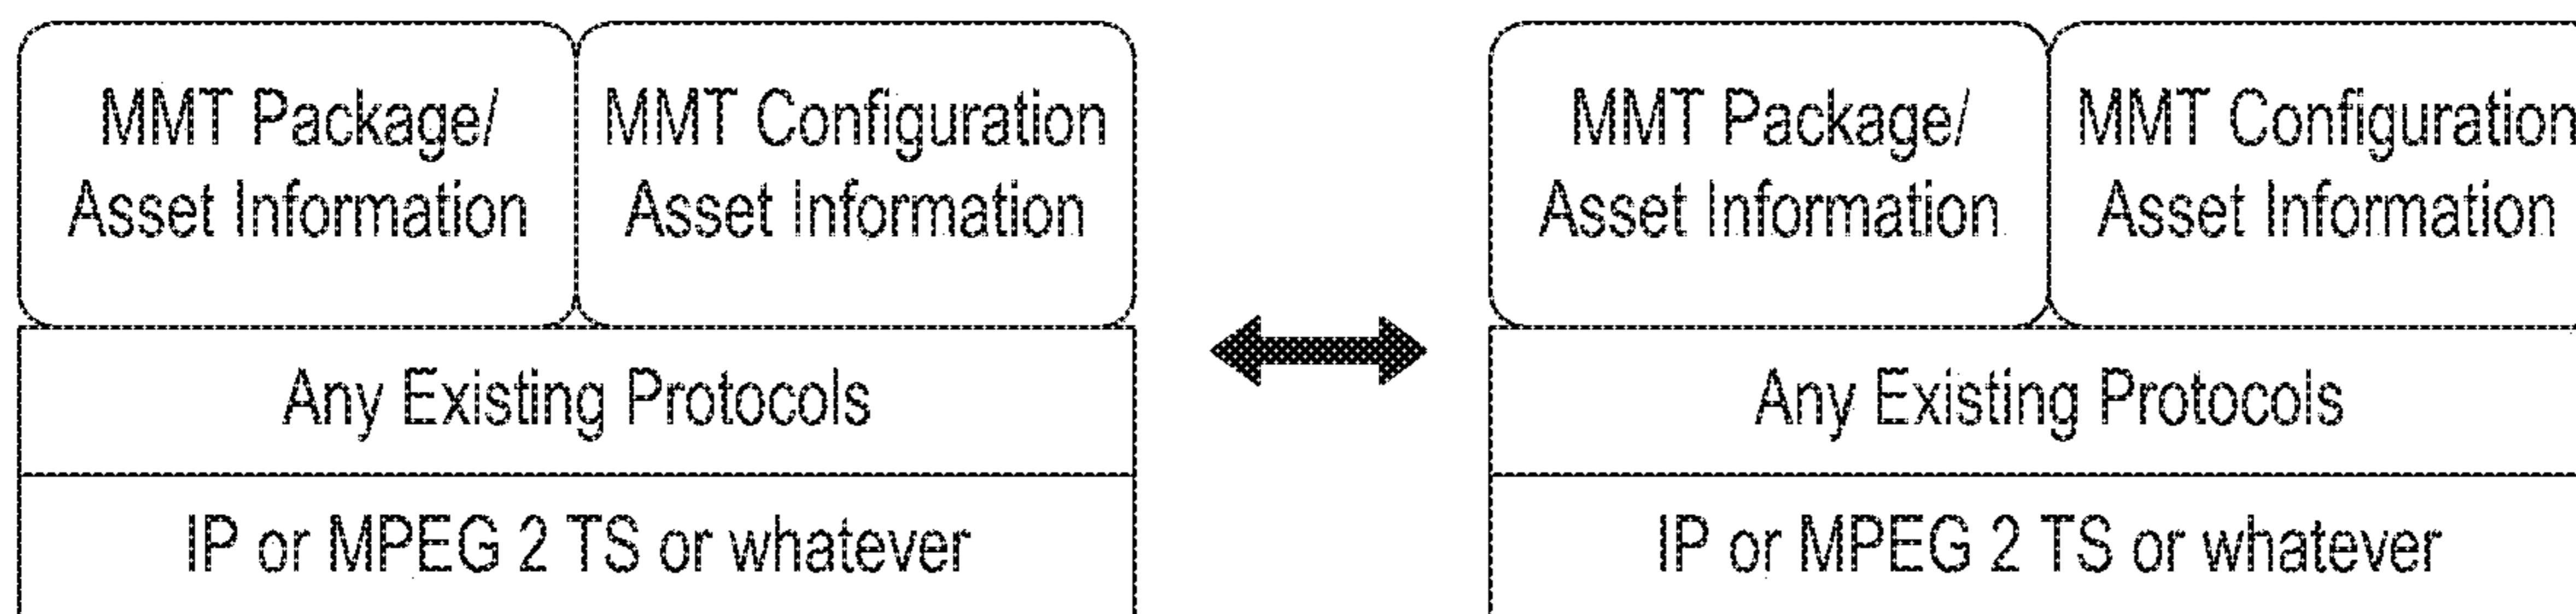 MMT Package/
Asset Information
MMT Configuration
Asset Information
Any Existing Protocols
IP or MPEG 2 TS or whatever
MMT Package/
Asset Information
MMT Configuration
Asset Information
Any Existing Protocols
IP or MPEG 2 TS or whatever